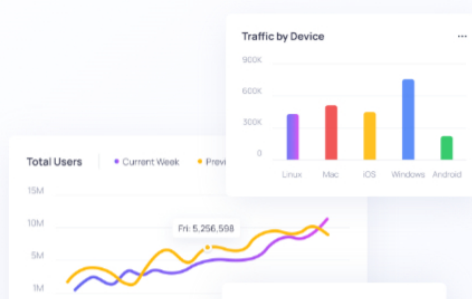 Traffic by Device
900K
600K
300K
0
Linux Mac iOS Windows Android
Total Users
Current Week
15M
10M
5M
1M
Fri: 5,256,598